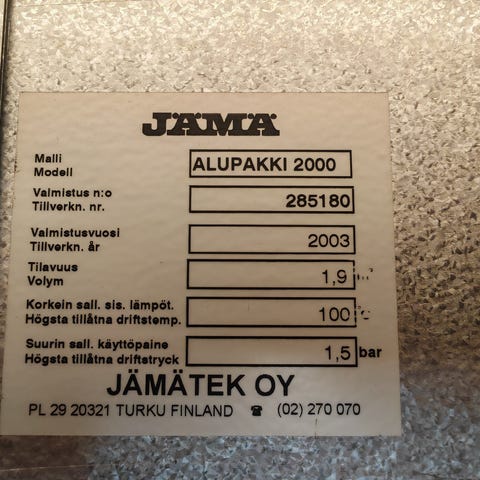 JÄMÄ
Malli
Modell
ALUPAKKI 2000
Valmistus n:o
Tillverkn. nr.
285180
Valmistusvuosi
Tillverkn. år
2003
Tilavuus
Volym
1,9
Korkein sall. sis. lämpöt.
Högsta tillåtna driftstemp.
100
Suurin sall. käyttöpaine
Högsta tillåtna driftstryck
1,5 bar
JÄMÄTEK OY
PL 29 20321 TURKU FINLAND ☎ (02) 270 070